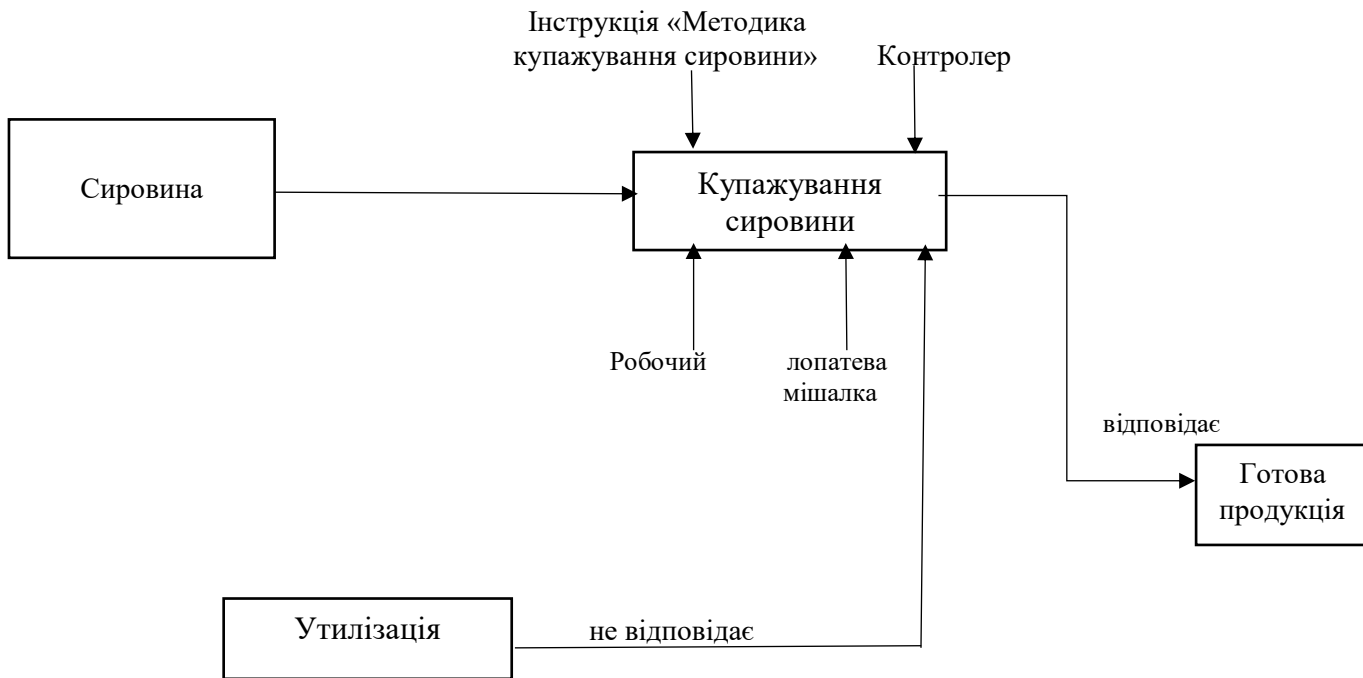 Інструкція «Методика
купажування сировини»
Контролер
Сировина
Купажування
сировини
Робочий
лопатева
мішалка
відповідає
Готова
продукція
Утилізація
не відповідає